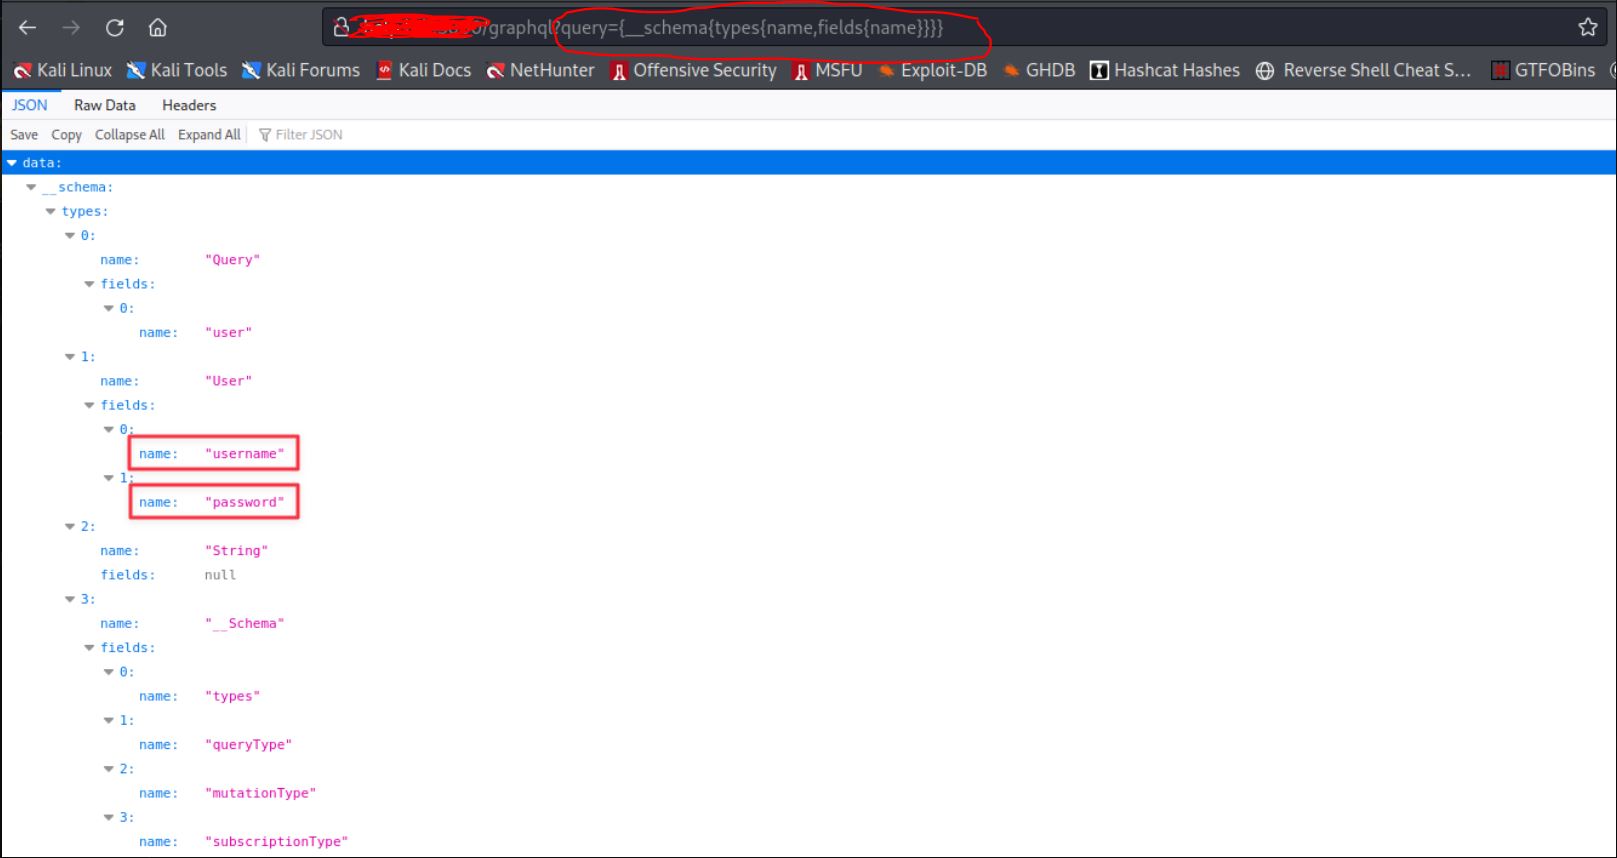 /graphql?query={__schema{types{name,fields{name}}}}
Kali Linux Kali Tools Kali Forums Kali Docs NetHunter Offensive Security MSFU Exploit-DB GHDB Hashcat Hashes Reverse Shell Cheat S… GTFOBins
JSON Raw Data Headers
Save Copy Collapse All Expand All Filter JSON
data:
__schema:
types:
0:
name: "Query"
fields:
0:
name: "user"
1:
name: "User"
fields:
0:
name: "username"
1:
name: "password"
2:
name: "String"
fields: null
3:
name: "__Schema"
fields:
0:
name: "types"
1:
name: "queryType"
2:
name: "mutationType"
3:
name: "subscriptionType"